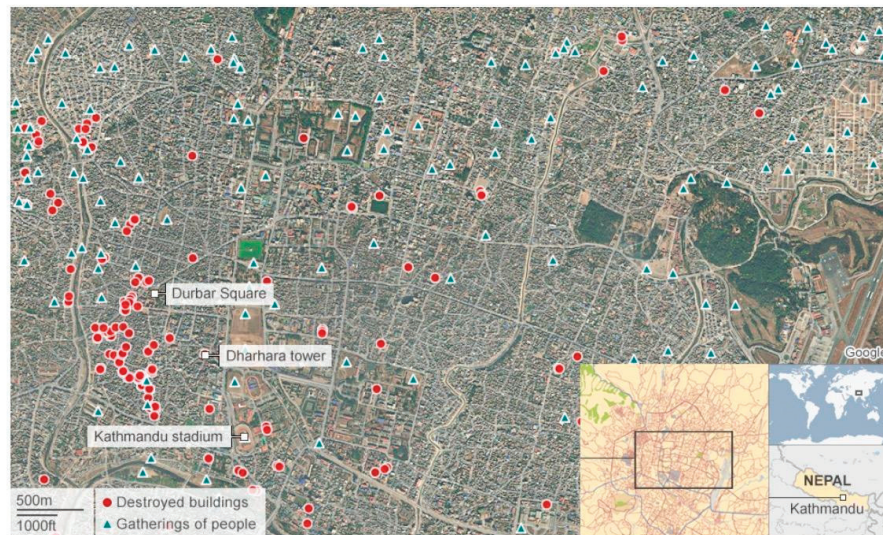 Durbar Square
Dharhara tower
Google
Kathmandu stadium
500m
1000ft
Destroyed buildings
Gatherings of people
NEPAL
Kathmandu